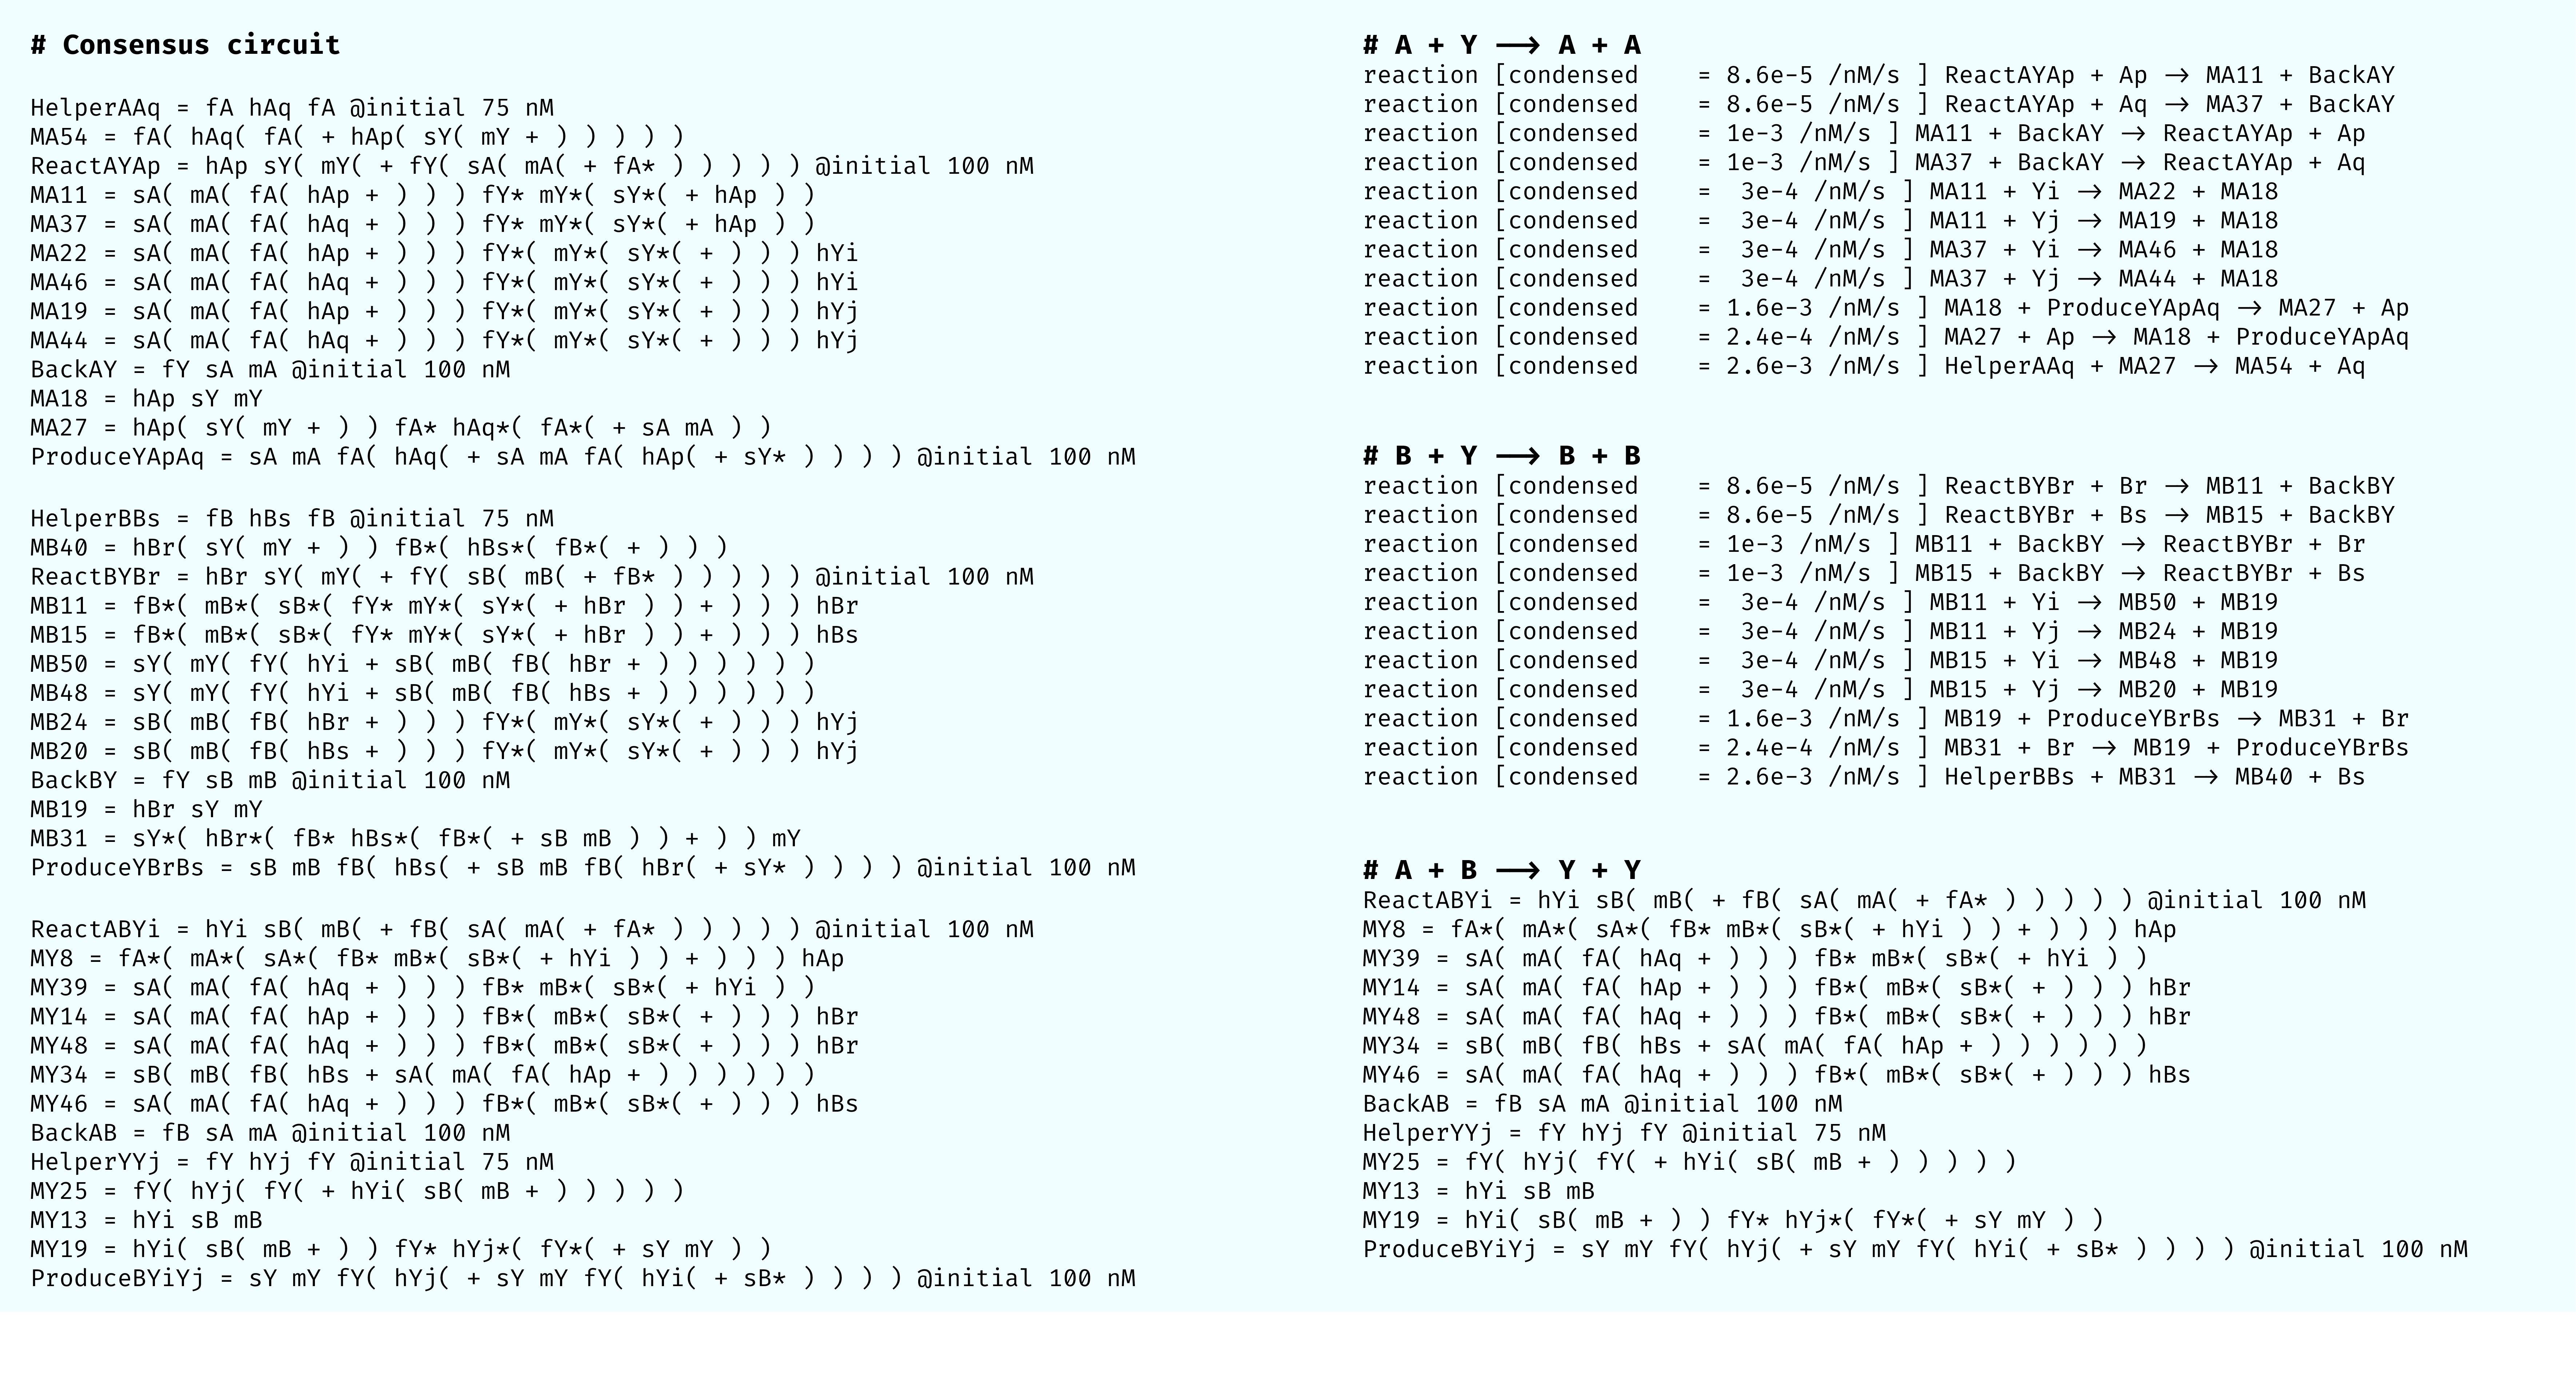 # Consensus circuit
HelperAAq = fA hAq fA @initial 75 nM
MA54 = fA( hAq( fA( + hAp( sY( mY + ) ) ) ) )
ReactAYAp = hAp sY( mY( + fY( sA( mA( + fA* ) ) ) ) ) @initial 100 nM
MA11 = sA( mA( fA( hAp + ) ) ) fY* mY*( sY*( + hAp ) )
MA37 = sA( mA( fA( hAq + ) ) ) fY* mY*( sY*( + hAp ) )
MA22 = sA( mA( fA( hAp + ) ) ) fY*( mY*( sY*( + ) ) ) hYi
MA46 = sA( mA( fA( hAq + ) ) ) fY*( mY*( sY*( + ) ) ) hYi
MA19 = sA( mA( fA( hAp + ) ) ) fY*( mY*( sY*( + ) ) ) hYj
MA44 = sA( mA( fA( hAq + ) ) ) fY*( mY*( sY*( + ) ) ) hYj
BackAY = fY sA mA @initial 100 nM
MA18 = hAp sY mY
MA27 = hAp( sY( mY + ) ) fA* hAq*( fA*( + sA mA ) )
ProduceYApAq = sA mA fA( hAq( + sA mA fA( hAp( + sY* ) ) ) ) @initial 100 nM
HelperBBs = fB hBs fB @initial 75 nM
MB40 = hBr( sY( mY + ) ) fB*( hBs*( fB*( + ) ) )
ReactBYBr = hBr sY( mY( + fY( sB( mB( + fB* ) ) ) ) ) @initial 100 nM
MB11 = fB*( mB*( sB*( fY* mY*( sY*( + hBr ) ) + ) ) ) hBr
MB15 = fB*( mB*( sB*( fY* mY*( sY*( + hBr ) ) + ) ) ) hBs
MB50 = sY( mY( fY( hYi + sB( mB( fB( hBr + ) ) ) ) ) )
MB48 = sY( mY( fY( hYi + sB( mB( fB( hBs + ) ) ) ) ) )
MB24 = sB( mB( fB( hBr + ) ) ) fY*( mY*( sY*( + ) ) ) hYj
MB20 = sB( mB( fB( hBs + ) ) ) fY*( mY*( sY*( + ) ) ) hYj
BackBY = fY sB mB @initial 100 nM
MB19 = hBr sY mY
MB31 = sY*( hBr*( fB* hBs*( fB*( + sB mB ) ) + ) ) mY
ProduceYBrBs = sB mB fB( hBs( + sB mB fB( hBr( + sY* ) ) ) ) @initial 100 nM
ReactABYi = hYi sB( mB( + fB( sA( mA( + fA* ) ) ) ) ) @initial 100 nM
MY8 = fA*( mA*( sA*( fB* mB*( sB*( + hYi ) ) + ) ) ) hAp
MY39 = sA( mA( fA( hAq + ) ) ) fB* mB*( sB*( + hYi ) )
MY14 = sA( mA( fA( hAp + ) ) ) fB*( mB*( sB*( + ) ) ) hBr
MY48 = sA( mA( fA( hAq + ) ) ) fB*( mB*( sB*( + ) ) ) hBr
MY34 = sB( mB( fB( hBs + sA( mA( fA( hAp + ) ) ) ) ) )
MY46 = sA( mA( fA( hAq + ) ) ) fB*( mB*( sB*( + ) ) ) hBs
BackAB = fB sA mA @initial 100 nM
HelperYYj = fY hYj fY @initial 75 nM
MY25 = fY( hYj( fY( + hYi( sB( mB + ) ) ) ) )
MY13 = hYi sB mB
MY19 = hYi( sB( mB + ) ) fY* hYj*( fY*( + sY mY ) )
ProduceBYiYj = sY mY fY( hYj( + sY mY fY( hYi( + sB* ) ) ) ) @initial 100 nM
# A + Y ⟶ A + A
reaction [condensed    = 8.6e-5 /nM/s ] ReactAYAp + Ap → MA11 + BackAY
reaction [condensed    = 8.6e-5 /nM/s ] ReactAYAp + Aq → MA37 + BackAY
reaction [condensed    = 1e-3 /nM/s ] MA11 + BackAY → ReactAYAp + Ap
reaction [condensed    = 1e-3 /nM/s ] MA37 + BackAY → ReactAYAp + Aq
reaction [condensed    =  3e-4 /nM/s ] MA11 + Yi → MA22 + MA18
reaction [condensed    =  3e-4 /nM/s ] MA11 + Yj → MA19 + MA18
reaction [condensed    =  3e-4 /nM/s ] MA37 + Yi → MA46 + MA18
reaction [condensed    =  3e-4 /nM/s ] MA37 + Yj → MA44 + MA18
reaction [condensed    = 1.6e-3 /nM/s ] MA18 + ProduceYApAq → MA27 + Ap
reaction [condensed    = 2.4e-4 /nM/s ] MA27 + Ap → MA18 + ProduceYApAq
reaction [condensed    = 2.6e-3 /nM/s ] HelperAAq + MA27 → MA54 + Aq
# B + Y ⟶ B + B
reaction [condensed    = 8.6e-5 /nM/s ] ReactBYBr + Br → MB11 + BackBY
reaction [condensed    = 8.6e-5 /nM/s ] ReactBYBr + Bs → MB15 + BackBY
reaction [condensed    = 1e-3 /nM/s ] MB11 + BackBY → ReactBYBr + Br
reaction [condensed    = 1e-3 /nM/s ] MB15 + BackBY → ReactBYBr + Bs
reaction [condensed    =  3e-4 /nM/s ] MB11 + Yi → MB50 + MB19
reaction [condensed    =  3e-4 /nM/s ] MB11 + Yj → MB24 + MB19
reaction [condensed    =  3e-4 /nM/s ] MB15 + Yi → MB48 + MB19
reaction [condensed    =  3e-4 /nM/s ] MB15 + Yj → MB20 + MB19
reaction [condensed    = 1.6e-3 /nM/s ] MB19 + ProduceYBrBs → MB31 + Br
reaction [condensed    = 2.4e-4 /nM/s ] MB31 + Br → MB19 + ProduceYBrBs
reaction [condensed    = 2.6e-3 /nM/s ] HelperBBs + MB31 → MB40 + Bs
# A + B ⟶ Y + Y
ReactABYi = hYi sB( mB( + fB( sA( mA( + fA* ) ) ) ) ) @initial 100 nM
MY8 = fA*( mA*( sA*( fB* mB*( sB*( + hYi ) ) + ) ) ) hAp
MY39 = sA( mA( fA( hAq + ) ) ) fB* mB*( sB*( + hYi ) )
MY14 = sA( mA( fA( hAp + ) ) ) fB*( mB*( sB*( + ) ) ) hBr
MY48 = sA( mA( fA( hAq + ) ) ) fB*( mB*( sB*( + ) ) ) hBr
MY34 = sB( mB( fB( hBs + sA( mA( fA( hAp + ) ) ) ) ) )
MY46 = sA( mA( fA( hAq + ) ) ) fB*( mB*( sB*( + ) ) ) hBs
BackAB = fB sA mA @initial 100 nM
HelperYYj = fY hYj fY @initial 75 nM
MY25 = fY( hYj( fY( + hYi( sB( mB + ) ) ) ) )
MY13 = hYi sB mB
MY19 = hYi( sB( mB + ) ) fY* hYj*( fY*( + sY mY ) )
ProduceBYiYj = sY mY fY( hYj( + sY mY fY( hYi( + sB* ) ) ) ) @initial 100 nM